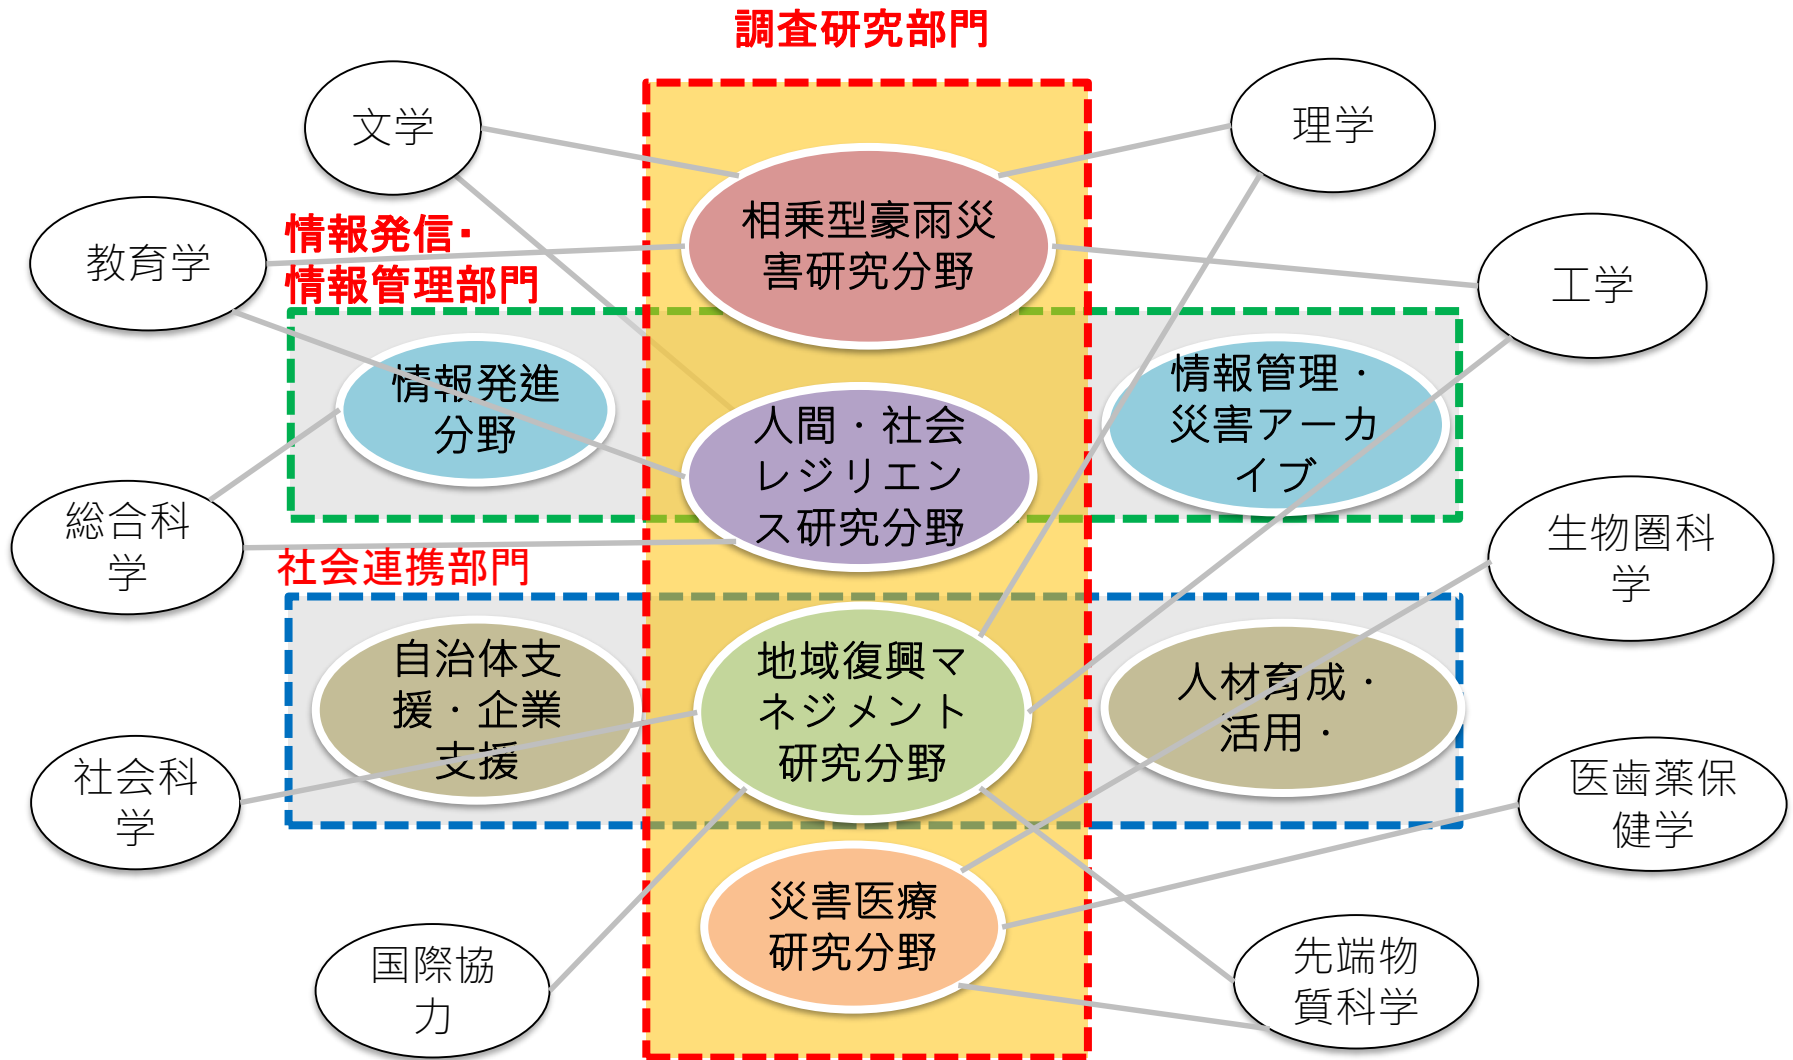 調査研究部門
文学
理学
相乗型豪雨災
害研究分野
教育学
情報発信・
情報管理部門
工学
情報発進
分野
人間・社会
レジリエン
ス研究分野
情報管理・
災害アーカ
イブ
総合科
学
生物圏科
学
社会連携部門
自治体支
援・企業
支援
地域復興マ
ネジメント
研究分野
人材育成・
活用・
社会科
学
医歯薬保
健学
災害医療
研究分野
国際協
力
先端物
質科学